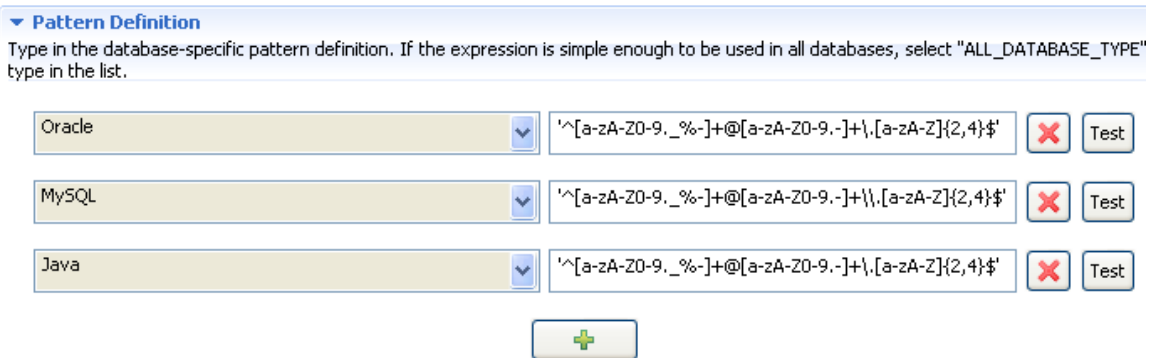 Pattern Definition
Type in the database-specific pattern definition. If the expression is simple enough to be used in all databases, select "ALL_DATABASE_TYPE"
type in the list.
Oracle '^[a-zA-Z0-9._%-]+@[a-zA-Z0-9.-]+\.[a-zA-Z]{2,4}$' Test
MySQL '^[a-zA-Z0-9._%-]+@[a-zA-Z0-9.-]+\\.[a-zA-Z]{2,4}$' Test
Java '^[a-zA-Z0-9._%-]+@[a-zA-Z0-9.-]+\.[a-zA-Z]{2,4}$' Test